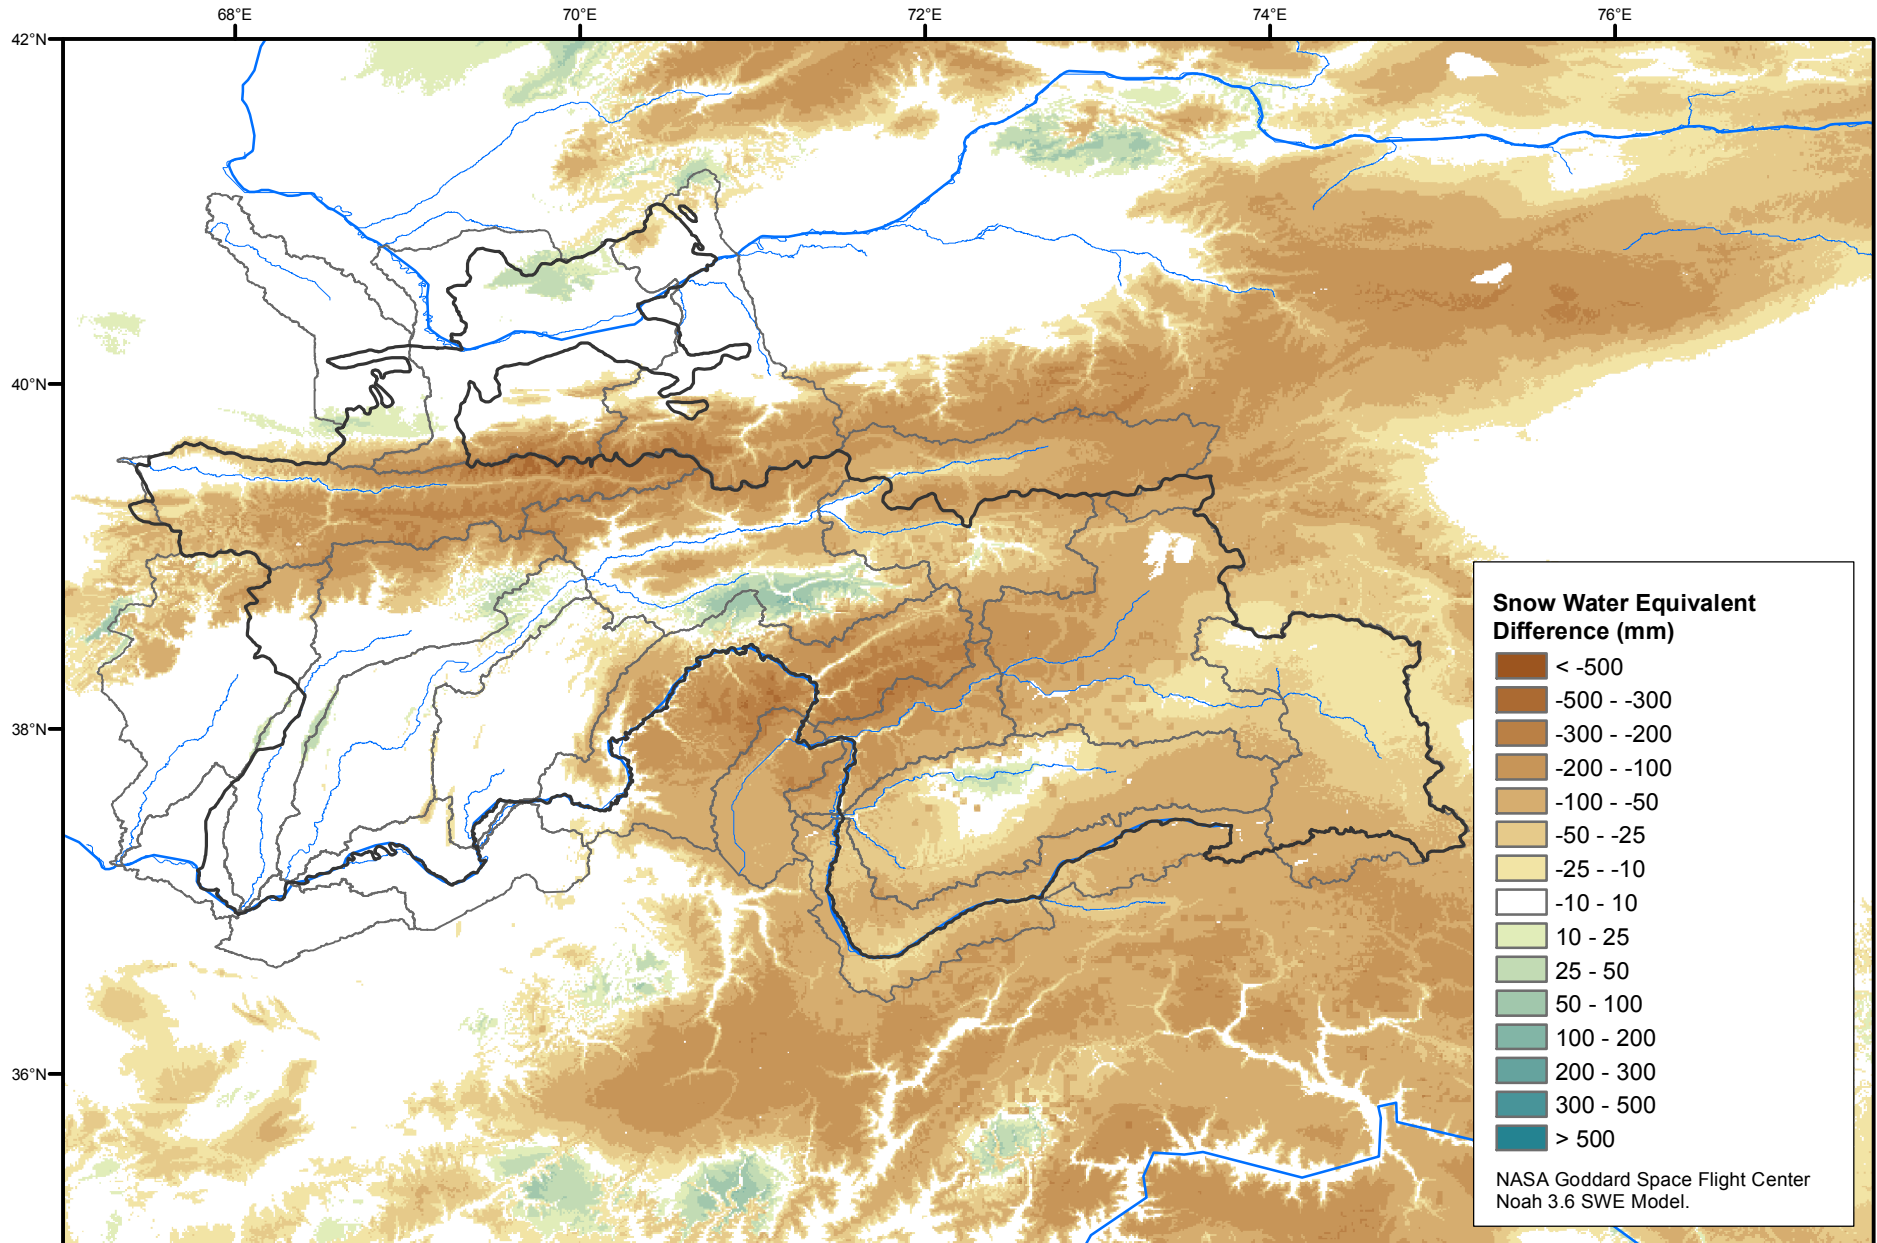 68°E 70°E 72°E 74°E 76°E
42°N
40°N
38°N
36°N
Snow Water Equivalent
Difference (mm)
< -500
-500 - -300
-300 - -200
-200 - -100
-100 - -50
-50 - -25
-25 - -10
-10 - 10
10 - 25
25 - 50
50 - 100
100 - 200
200 - 300
300 - 500
> 500
NASA Goddard Space Flight Center
Noah 3.6 SWE Model.